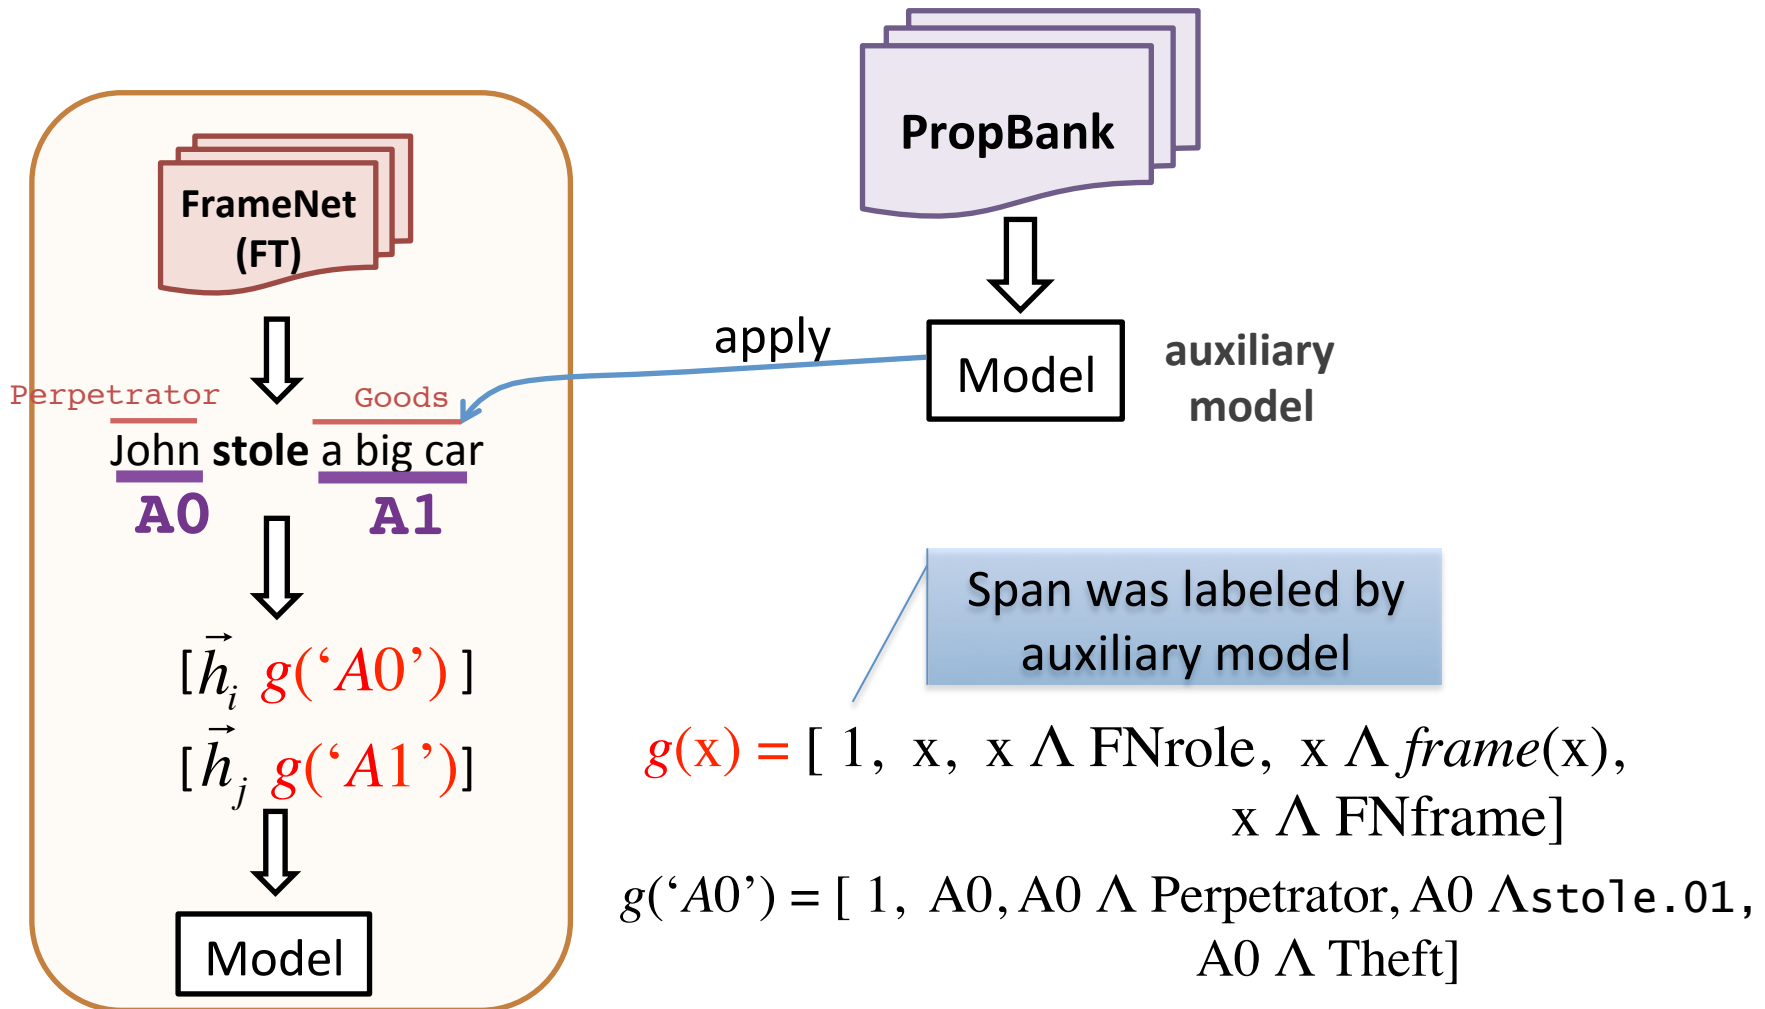 PropBank
FrameNet
(FT)
apply
Model
auxiliary
model
Perpetrator
Goods
John stole a big car
A0
A1
Span was labeled by
auxiliary model
[h⃗i g(‘A0’) ]
[h⃗j g(‘A1’)]
g(x) = [ 1, x, x Λ FNrole, x Λ frame(x),
x Λ FNframe]
g(‘A0’) = [ 1, A0, A0 Λ Perpetrator, A0 Λstole.01,
A0 Λ Theft]
Model